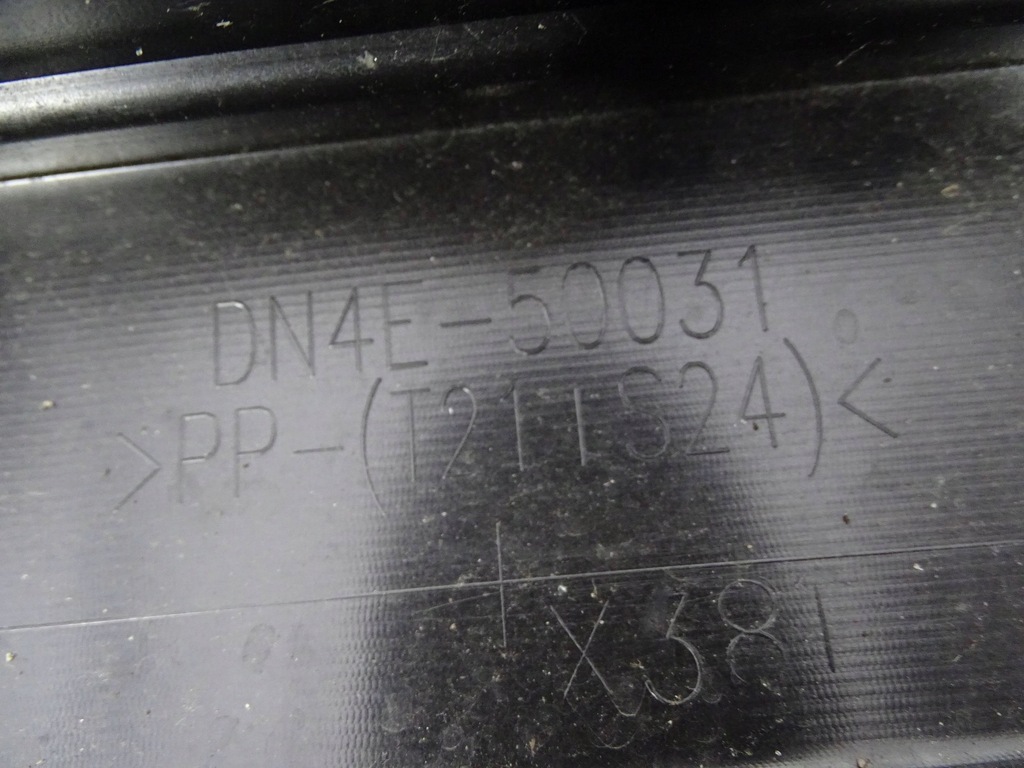 DN4E-50031
>PP-(T21TS24)<
X381